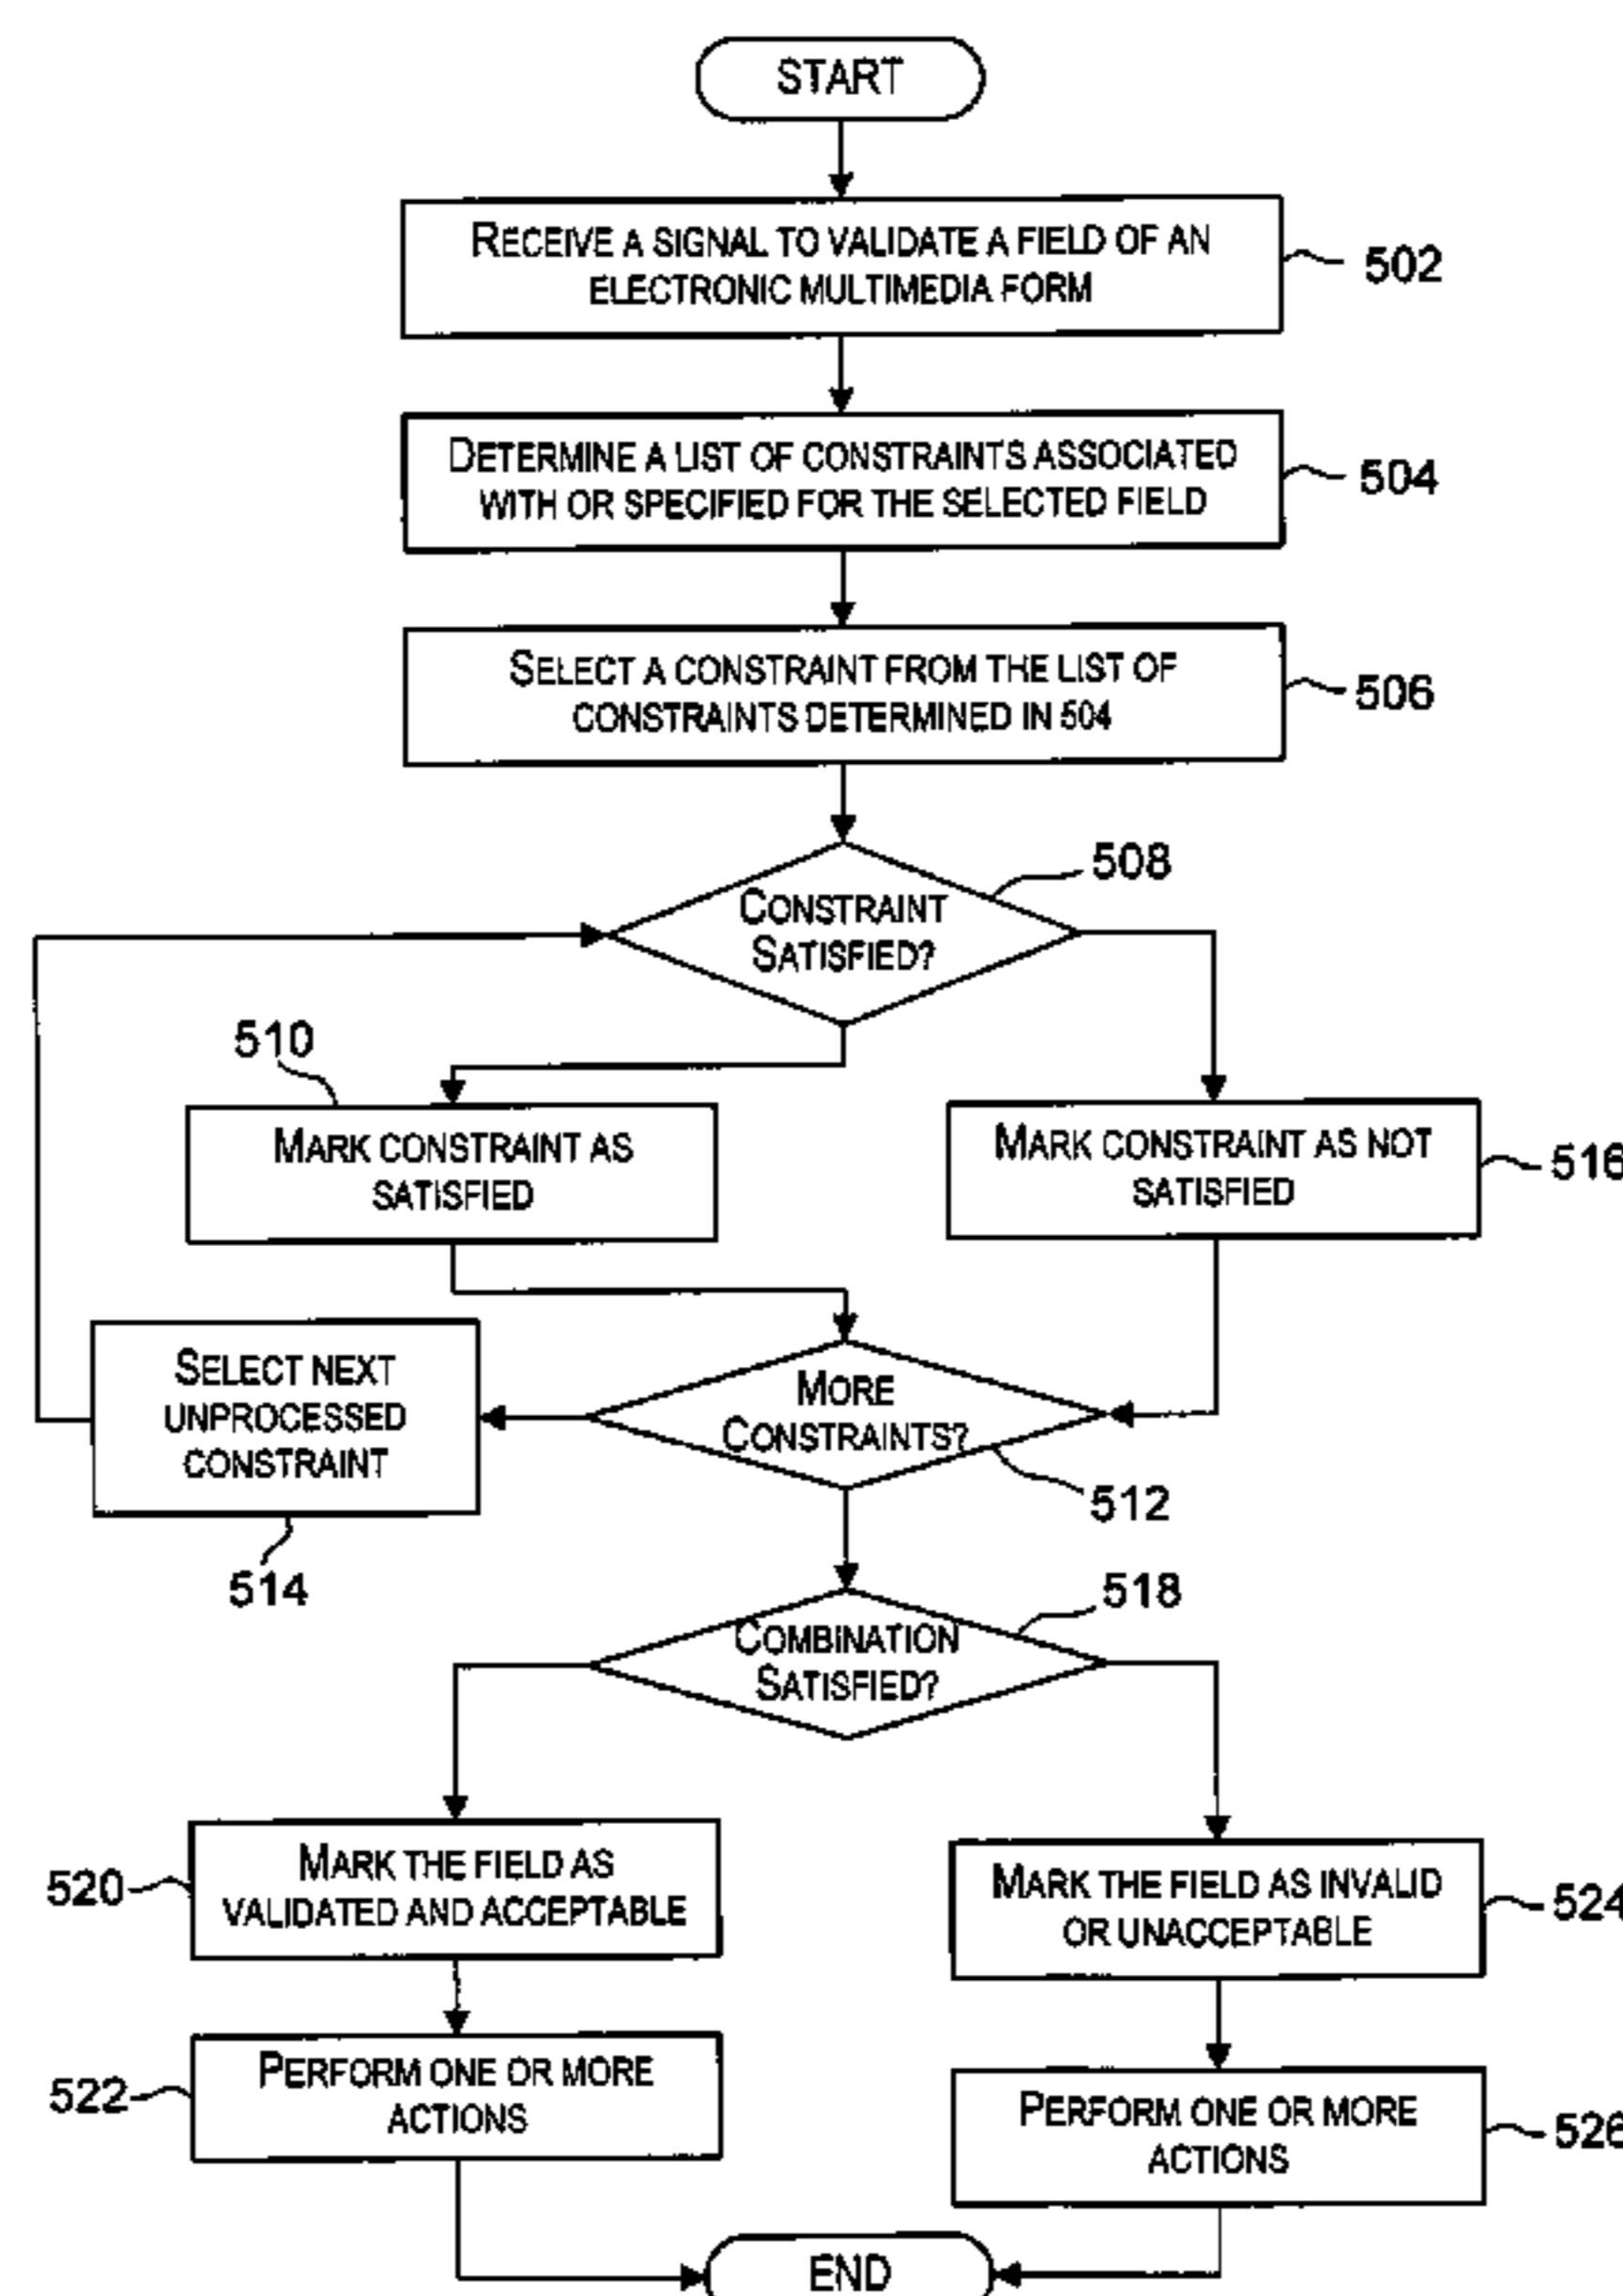 START
RECEIVE A SIGNAL TO VALIDATE A FIELD OF AN
ELECTRONIC MULTIMEDIA FORM
502
DETERMINE A LIST OF CONSTRAINTS ASSOCIATED
WITH OR SPECIFIED FOR THE SELECTED FIELD
504
SELECT A CONSTRAINT FROM THE LIST OF
CONSTRAINTS DETERMINED IN 504
506
508
CONSTRAINT
SATISFIED?
510
MARK CONSTRAINT AS
SATISFIED
MARK CONSTRAINT AS NOT
SATISFIED
516
SELECT NEXT
UNPROCESSED
CONSTRAINT
514
MORE
CONSTRAINTS?
512
518
COMBINATION
SATISFIED?
520
MARK THE FIELD AS
VALIDATED AND ACCEPTABLE
MARK THE FIELD AS INVALID
OR UNACCEPTABLE
524
522
PERFORM ONE OR MORE
ACTIONS
PERFORM ONE OR MORE
ACTIONS
526
END